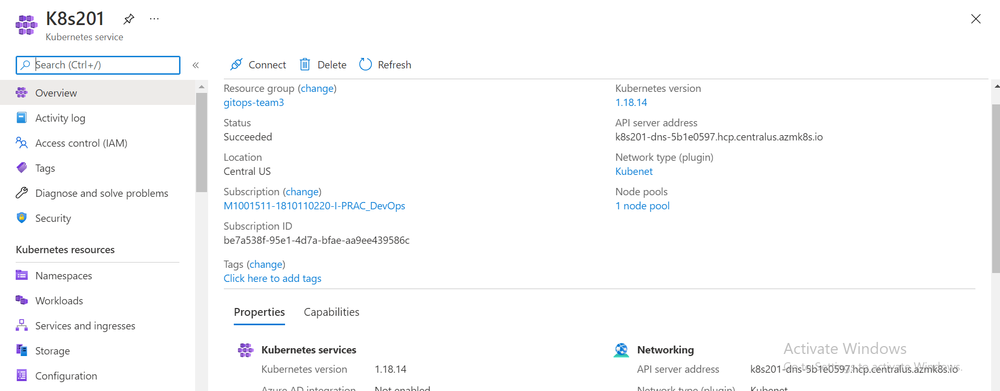 K8s201
Kubernetes service
Search (Ctrl+/)
«
Overview
Activity log
Access control (IAM)
Tags
Diagnose and solve problems
Security
Kubernetes resources
Namespaces
Workloads
Services and ingresses
Storage
Configuration
Connect Delete Refresh
Resource group (change)
gitops-team3
Status
Succeeded
Location
Central US
Subscription (change)
M1001511-1810110220-I-PRAC_DevOps
Subscription ID
be7a538f-95e1-4d7a-bfae-aa9ee439586c
Tags (change)
Click here to add tags
Kubernetes version
1.18.14
API server address
k8s201-dns-5b1e0597.hcp.centralus.azmk8s.io
Network type (plugin)
Kubenet
Node pools
1 node pool
Properties Capabilities
Kubernetes services
Kubernetes version 1.18.14
Azure AD integration Not enabled
Networking
API server address k8s201-dns-5b1e0597.hcp.centralus.azmk8s.io
Network type (plugin) Kubenet
Activate Windows
Go to Settings to activate Windows.